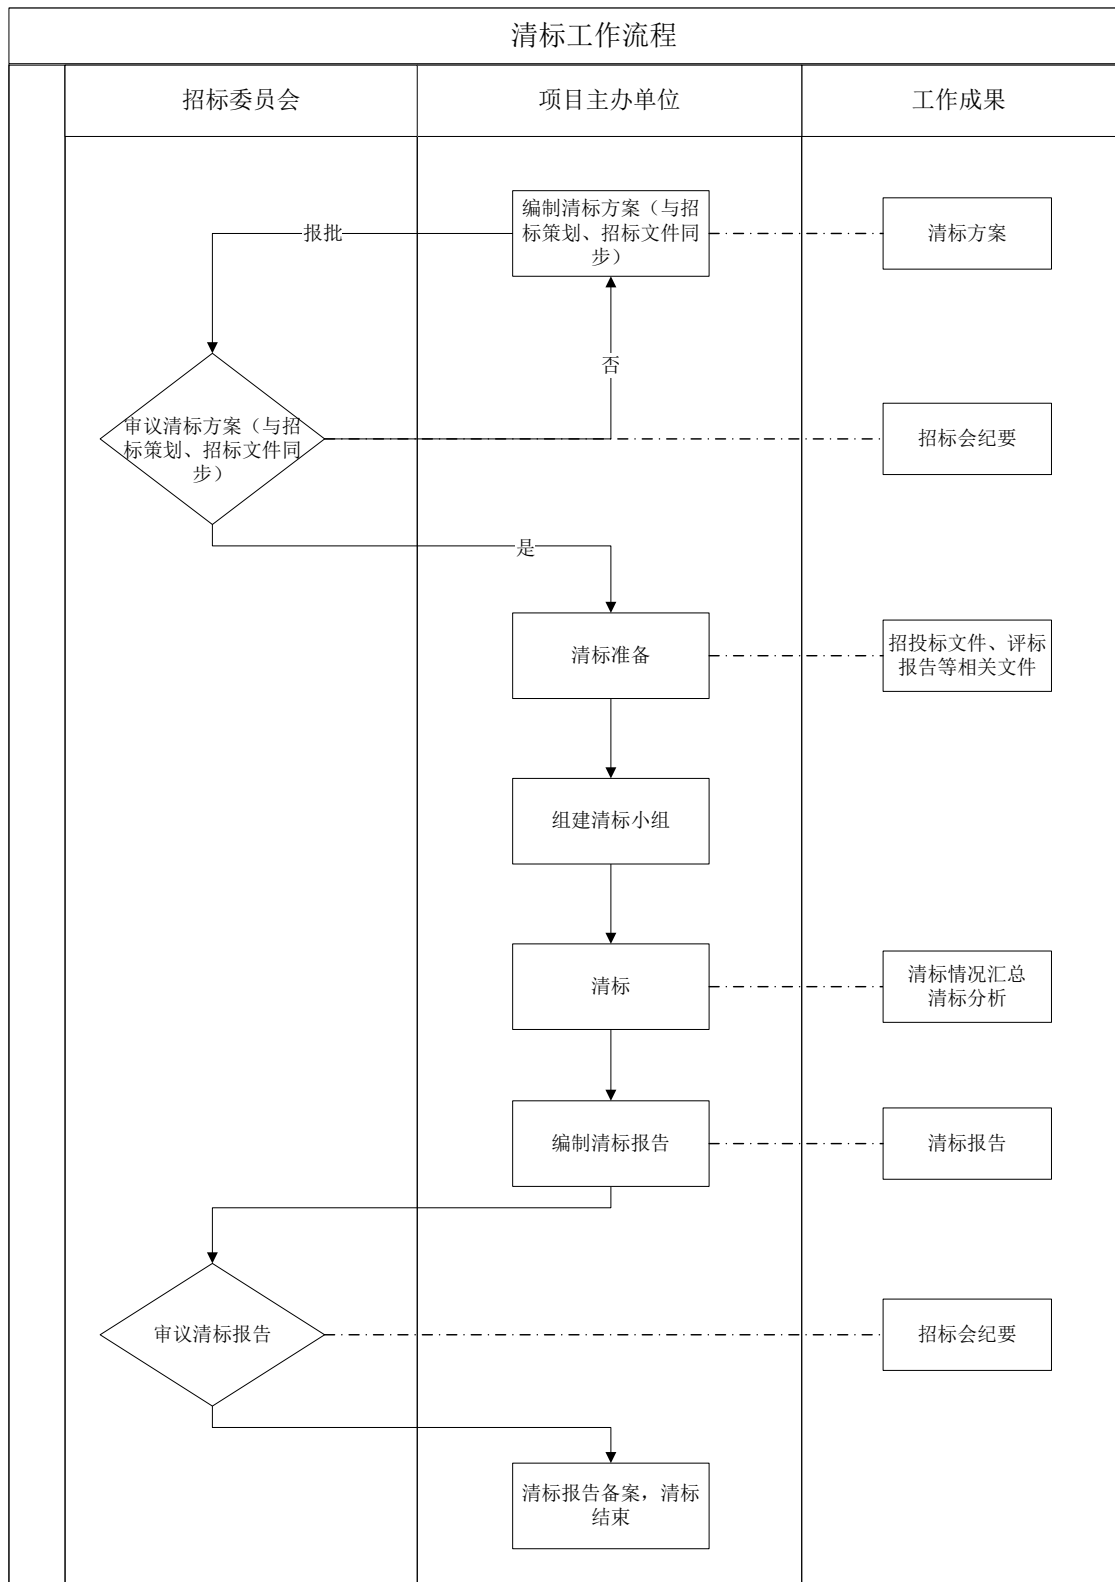 清标工作流程
招标委员会
项目主办单位
工作成果
编制清标方案（与招
标策划、招标文件同
步）
报批
清标方案
否
审议清标方案（与招
标策划、招标文件同
步）
招标会纪要
是
清标准备
招投标文件、评标
报告等相关文件
组建清标小组
清标
清标情况汇总
清标分析
编制清标报告
清标报告
审议清标报告
招标会纪要
清标报告备案，清标
结束